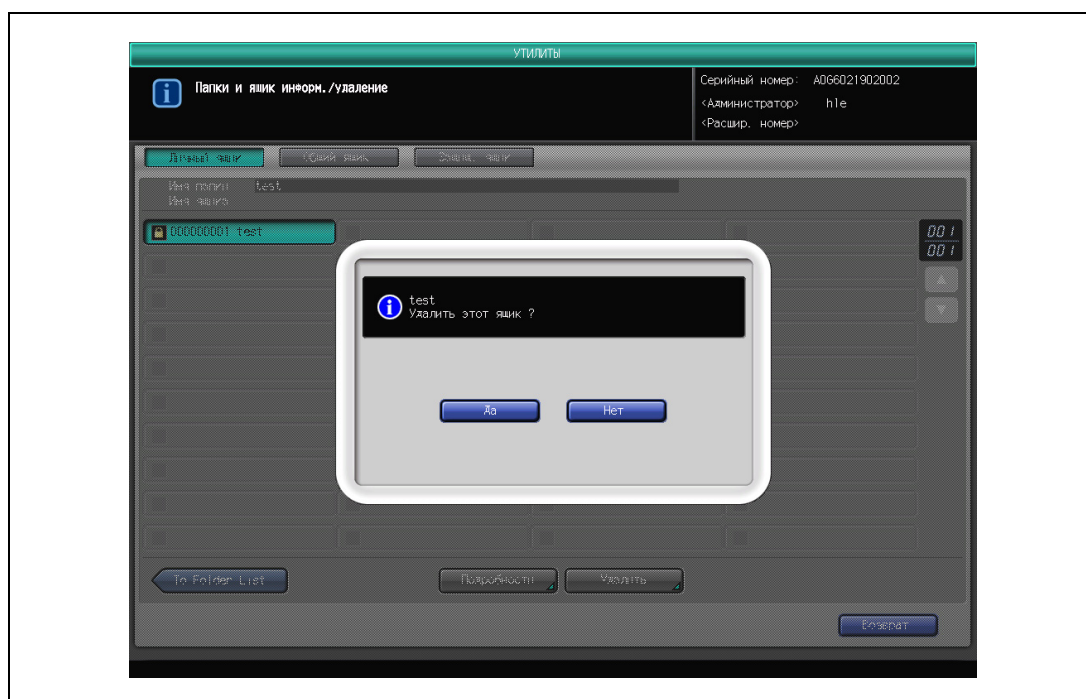 УТИЛИТЫ
Папки и ящик информ./удаление
Серийный номер: A0G6021902002
<Администратор> hle
<Расшир. номер>
Личный ящик Общий ящик ящик
Имя папки test
Имя ящика
000000001 test
001
001
test
Удалить этот ящик ?
Да Нет
To Folder List Подробности Удалить
Возврат